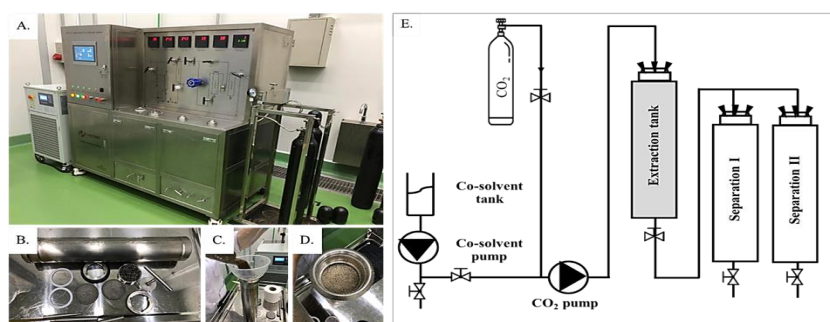 A.
B.
C.
D.
E.
CO₂
Co-solvent
tank
Co-solvent
pump
CO₂ pump
Extraction tank
Separation I
Separation II